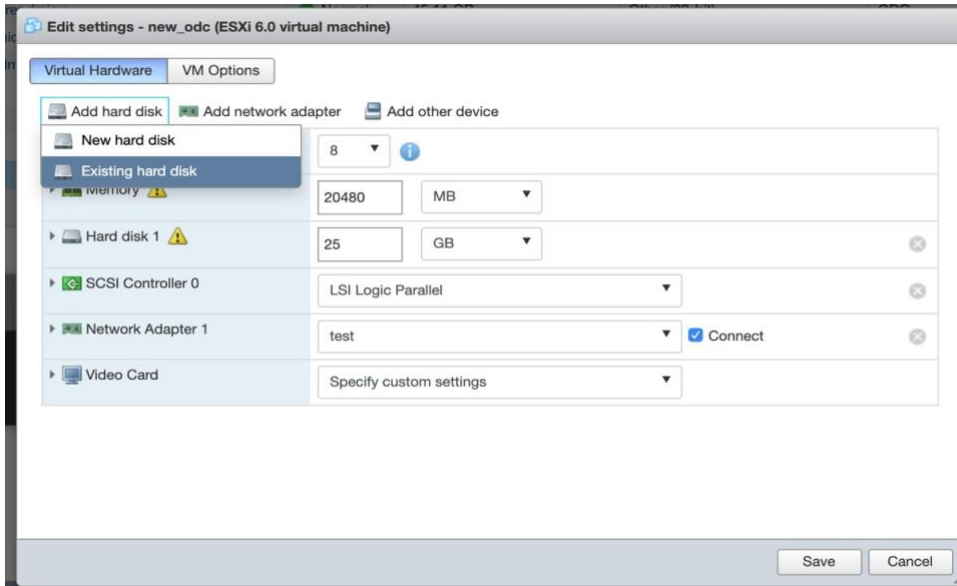 Edit settings - new_odc (ESXi 6.0 virtual machine)
Virtual Hardware VM Options
Add hard disk Add network adapter Add other device
New hard disk
8
Existing hard disk
Memory 20480 MB
Hard disk 1 25 GB
SCSI Controller 0 LSI Logic Parallel
Network Adapter 1 test Connect
Video Card Specify custom settings
Save Cancel